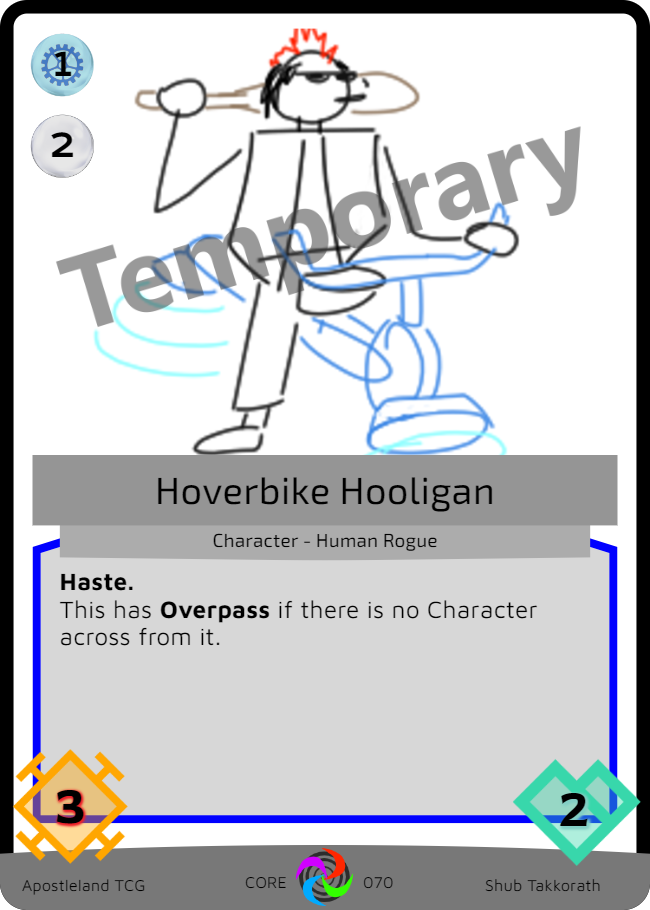 1
2
Temporary
Hoverbike Hooligan
Character - Human Rogue
Haste.
This has Overpass if there is no Character
across from it.
3
2
Apostleland TCG
CORE
070
Shub Takkorath